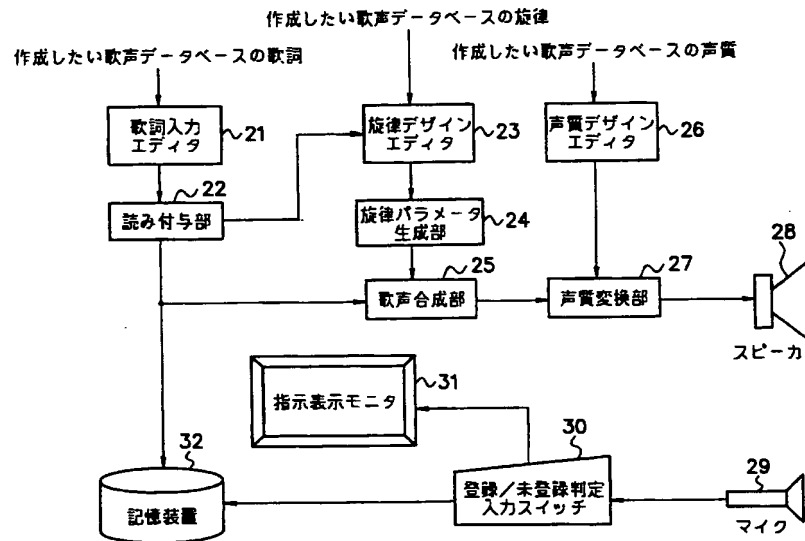 作成したい歌声データベースの旋律
作成したい歌声データベースの歌詞
作成したい歌声データベースの声質
歌詞入力
エディタ
21
旋律デザイン
エディタ
23
声質デザイン
エディタ
26
22
読み付与部
旋律パラメータ
生成部
24
28
25
歌声合成部
27
声質変換部
スピーカ
指示表示モニタ
31
32
記憶装置
30
登録/未登録判定
入力スイッチ
29
マイク